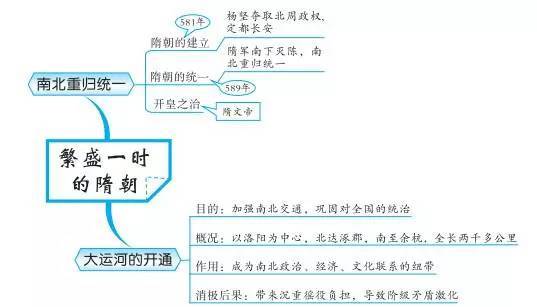 581年
杨坚夺取北周政权,
定都长安
隋朝的建立
隋军南下灭陈，南
北重归统一
隋朝的统一
589年
南北重归统一
开皇之治
隋文帝
繁盛一时
的隋朝
目的：加强南北交通，巩固对全国的统治
概况：以洛阳为中心，北达涿郡，南至余杭，全长两千多公里
大运河的开通
作用：成为南北政治、经济、文化联系的纽带
消极后果：带来沉重徭役负担，导致阶级矛盾激化